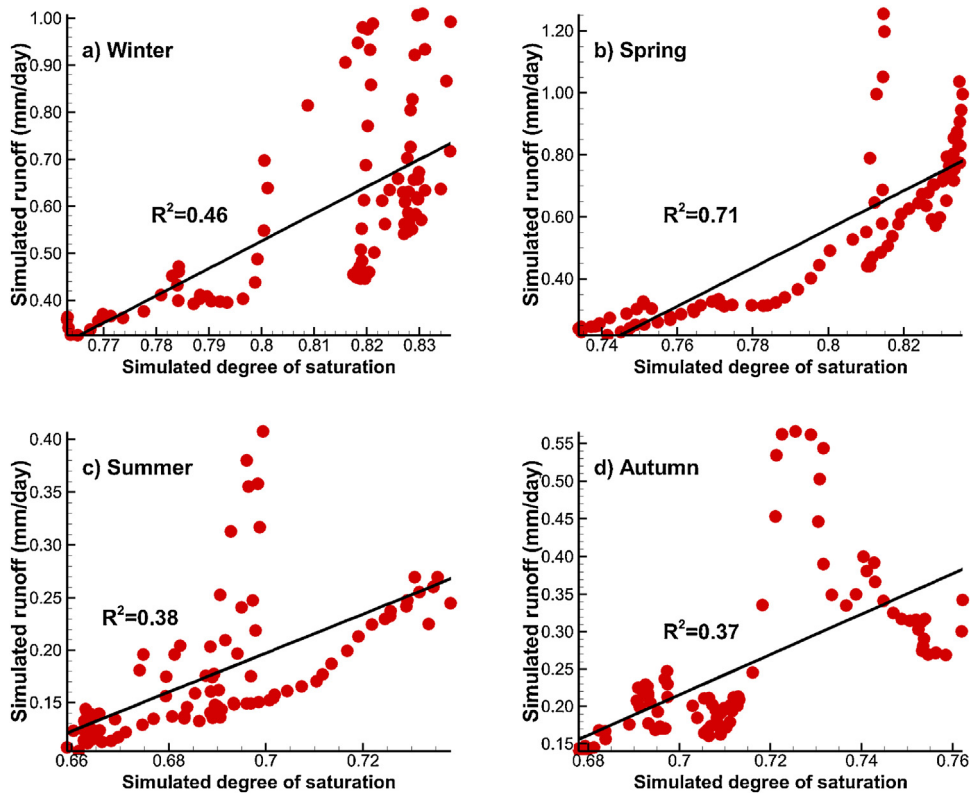 a) Winter
Simulated runoff (mm/day)
1.00
0.90
0.80
0.70
0.60
0.50
0.40
R²=0.46
0.77 0.78 0.79 0.8 0.81 0.82 0.83
Simulated degree of saturation
b) Spring
Simulated runoff (mm/day)
1.20
1.00
0.80
0.60
0.40
R²=0.71
0.74 0.76 0.78 0.8 0.82
Simulated degree of saturation
c) Summer
Simulated runoff (mm/day)
0.40
0.35
0.30
0.25
0.20
0.15
R²=0.38
0.66 0.68 0.7 0.72
Simulated degree of saturation
d) Autumn
Simulated runoff (mm/day)
0.55
0.50
0.45
0.40
0.35
0.30
0.25
0.20
0.15
R²=0.37
0.68 0.7 0.72 0.74 0.76
Simulated degree of saturation